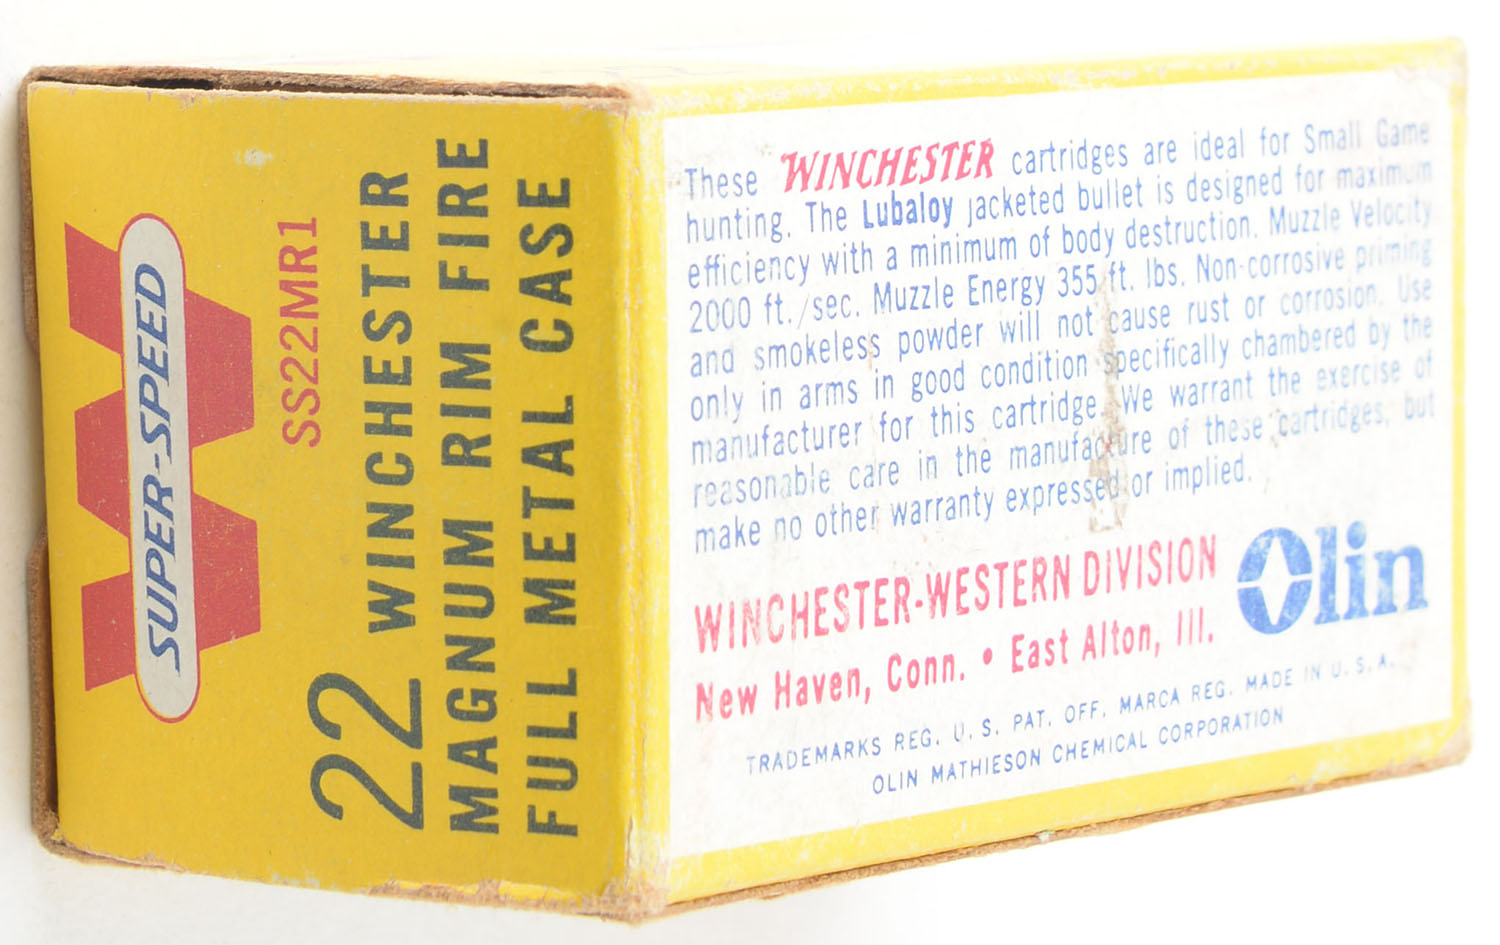 SUPER-SPEED
SS22MR1
22 WINCHESTER
MAGNUM RIM FIRE
FULL METAL CASE
These WINCHESTER cartridges are ideal for Small Game
hunting. The Lubaloy jacketed bullet is designed for maximum
efficiency with a minimum of body destruction. Muzzle Velocity
2000 ft./sec. Muzzle Energy 355 ft. lbs. Non-corrosive priming
and smokeless powder will not cause rust or corrosion. Use
only in arms in good condition specifically chambered by the
manufacturer for this cartridge. We warrant the exercise of
reasonable care in the manufacture of these cartridges, but
make no other warranty expressed or implied.
WINCHESTER-WESTERN DIVISION
New Haven, Conn. • East Alton, Ill.
Olin
TRADEMARKS REG. U. S. PAT. OFF. MARCA REG. MADE IN U. S. A.
OLIN MATHIESON CHEMICAL CORPORATION